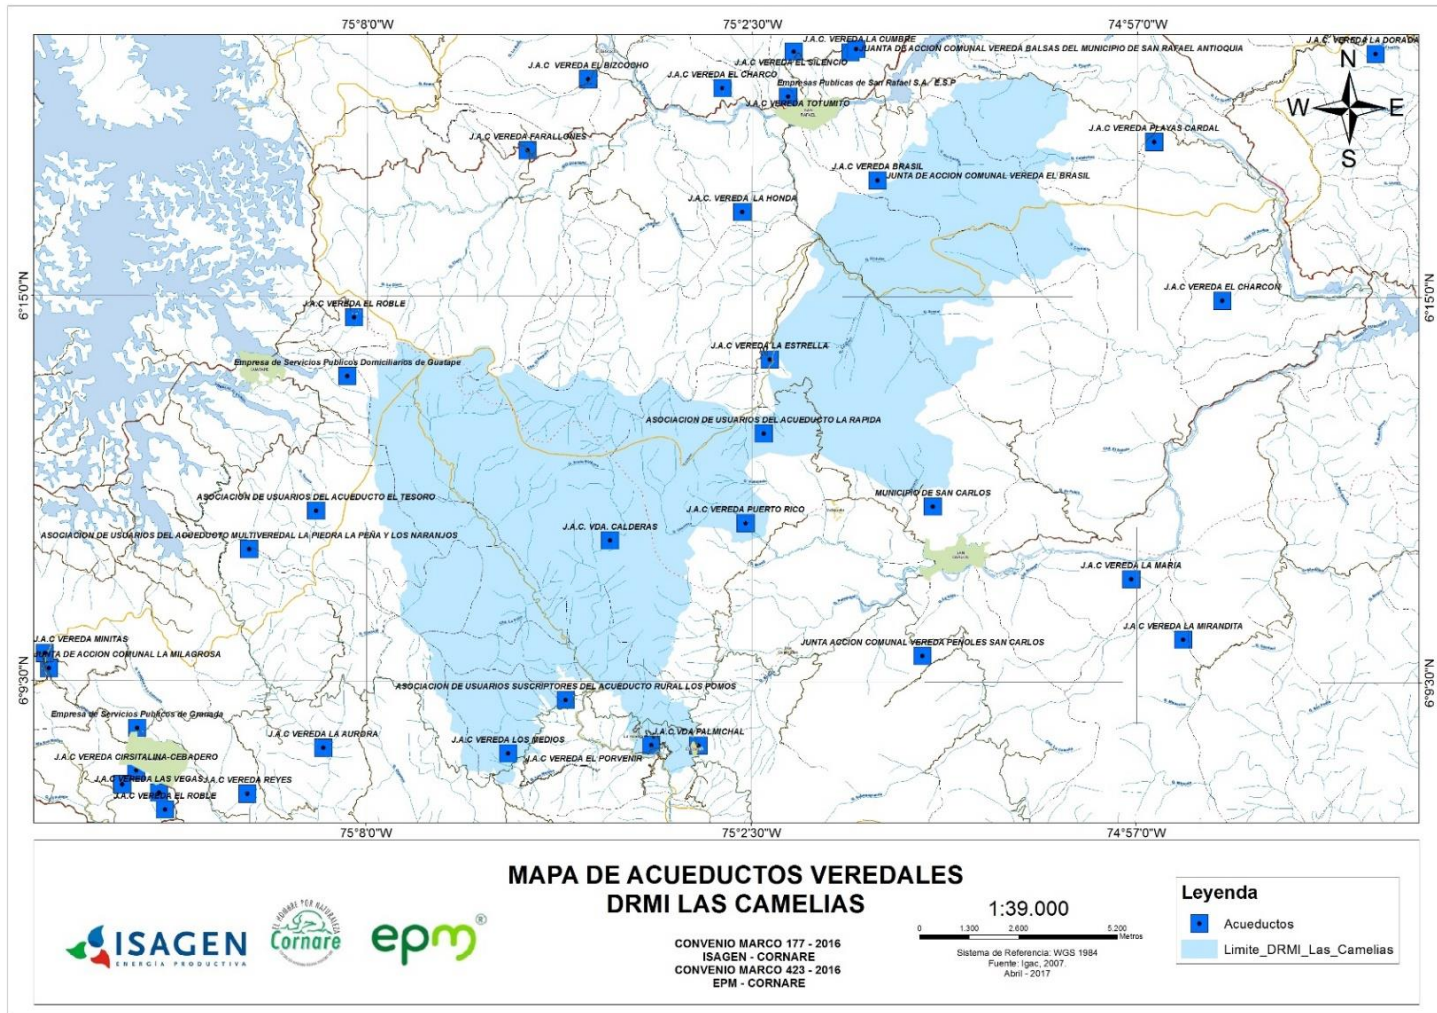 75°8'0"W
75°2'30"W
74°57'0"W
J.A.C. VEREDA LA CUMBRE
JUANTA DE ACCION COMUNAL VEREDA BALSAS DEL MUNICIPIO DE SAN RAFAEL ANTIOQUIA
J.A.C. VEREDA LA DORADA
J.A.C VEREDA EL SILENCIO
J.A.C VEREDA EL BIZCOCHO
J.A.C VEREDA EL CHARCO
Empresas Publicas de San Rafael S.A. E.S.P
J.A.C VEREDA TOTUMITO
N
W
E
S
SAN RAFAEL
J.A.C VEREDA PLAYAS CARDAL
J.A.C VEREDA FARALLONES
J.A.C VEREDA BRASIL
JUNTA DE ACCION COMUNAL VEREDA EL BRASIL
J.A.C. VEREDA LA HONDA
J.A.C VEREDA EL CHARCON
6°15'0"N
6°15'0"N
J.A.C VEREDA EL ROBLE
J.A.C VEREDA LA ESTRELLA
Empresa de Servicios Publicos Domiciliarios de Guatape
GUATAPE
ASOCIACION DE USUARIOS DEL ACUEDUCTO LA RAPIDA
ASOCIACION DE USUARIOS DEL ACUEDUCTO EL TESORO
MUNICIPIO DE SAN CARLOS
J.A.C VEREDA PUERTO RICO
J.A.C. VDA. CALDERAS
ASOCIACION DE USUARIOS DEL ACUEDUCTO MULTIVEREDAL LA PIEDRA LA PEÑA Y LOS NARANJOS
SAN CARLOS
J.A.C VEREDA LA MARIA
J.A.C VEREDA LA MIRANDITA
J.A.C VEREDA MINITAS
JUNTA ACCION COMUNAL VEREDA PEÑOLES SAN CARLOS
JUNTA DE ACCION COMUNAL LA MILAGROSA
6°9'30"N
6°9'30"N
ASOCIACION DE USUARIOS SUSCRIPTORES DEL ACUEDUCTO RURAL LOS POMOS
Empresa de Servicios Publicos de Granada
J.A.C VEREDA LA AURORA
J.A.C VEREDA LOS MEDIOS
J.A.C.VDA PALMICHAL
J.A.C VEREDA CIRSITALINA-CEBADERO
J.A.C VEREDA EL PORVENIR
J.A.C VEREDA LAS VEGAS
J.A.C VEREDA REYES
J.A.C VEREDA EL ROBLE
75°8'0"W
75°2'30"W
74°57'0"W
MAPA DE ACUEDUCTOS VEREDALES
DRMI LAS CAMELIAS
CONVENIO MARCO 177 - 2016
ISAGEN - CORNARE
CONVENIO MARCO 423 - 2016
EPM - CORNARE
ISAGEN
ENERGÍA PRODUCTIVA
EL HOMBRE POR NATURALEZA
Cornare
epm®
1:39.000
0 1.300 2.600 5.200
Metros
Sistema de Referencia: WGS 1984
Fuente: Igac, 2007.
Abril - 2017
Leyenda
Acueductos
Limite_DRMI_Las_Camelias